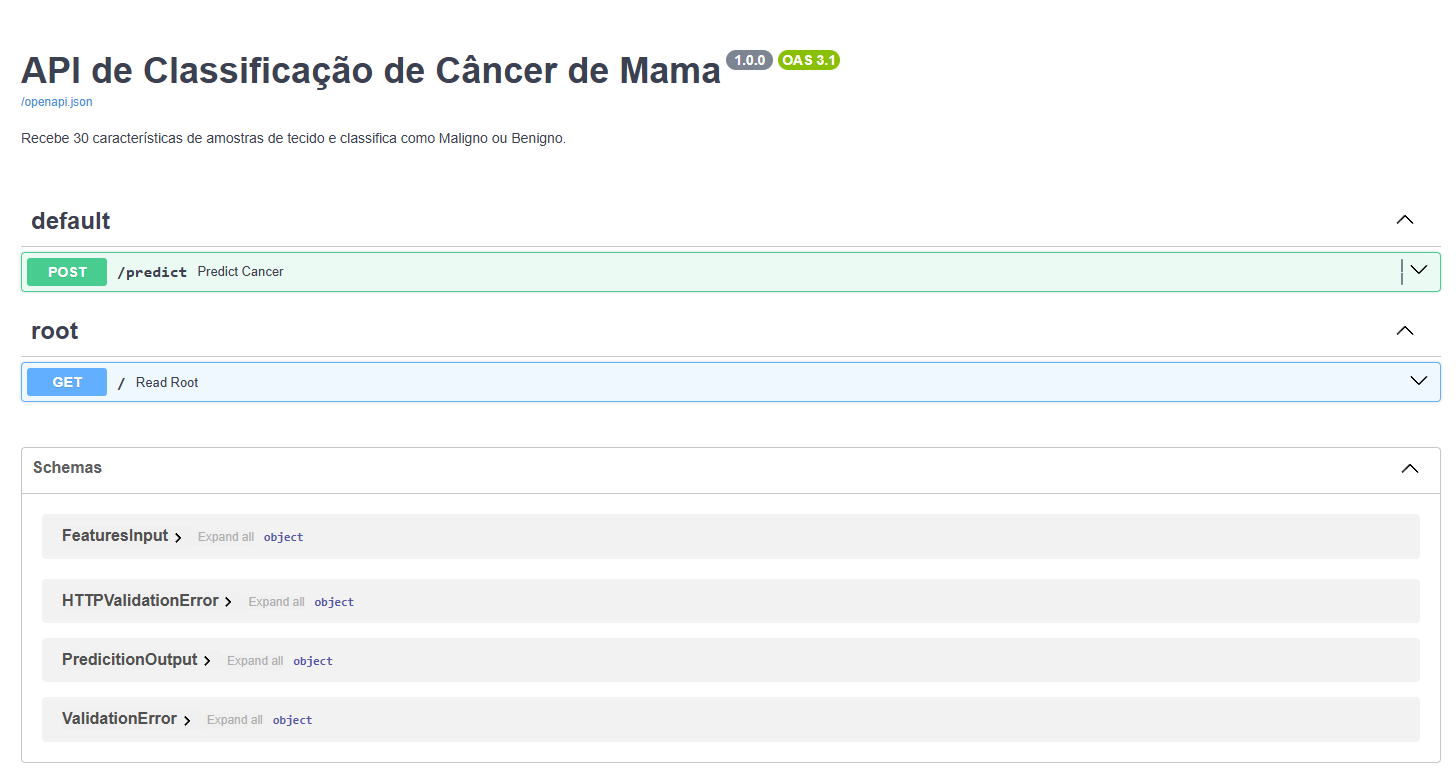 API de Classificação de Câncer de Mama 1.0.0 OAS 3.1
/openapi.json
Recebe 30 características de amostras de tecido e classifica como Maligno ou Benigno.
default
POST /predict Predict Cancer
root
GET / Read Root
Schemas
FeaturesInput Expand all object
HTTPValidationError Expand all object
PredicitionOutput Expand all object
ValidationError Expand all object